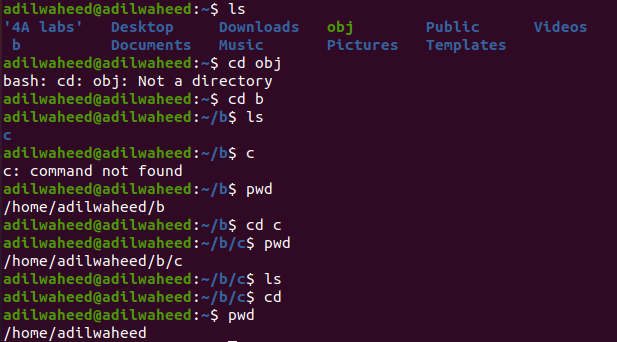 adilwaheed@adilwaheed:~$ ls
'4A labs'   Desktop     Downloads   obj        Public      Videos
 b          Documents   Music       Pictures   Templates
adilwaheed@adilwaheed:~$ cd obj
bash: cd: obj: Not a directory
adilwaheed@adilwaheed:~$ cd b
adilwaheed@adilwaheed:~/b$ ls
c
adilwaheed@adilwaheed:~/b$ c
c: command not found
adilwaheed@adilwaheed:~/b$ pwd
/home/adilwaheed/b
adilwaheed@adilwaheed:~/b$ cd c
adilwaheed@adilwaheed:~/b/c$ pwd
/home/adilwaheed/b/c
adilwaheed@adilwaheed:~/b/c$ ls
adilwaheed@adilwaheed:~/b/c$ cd
adilwaheed@adilwaheed:~$ pwd
/home/adilwaheed